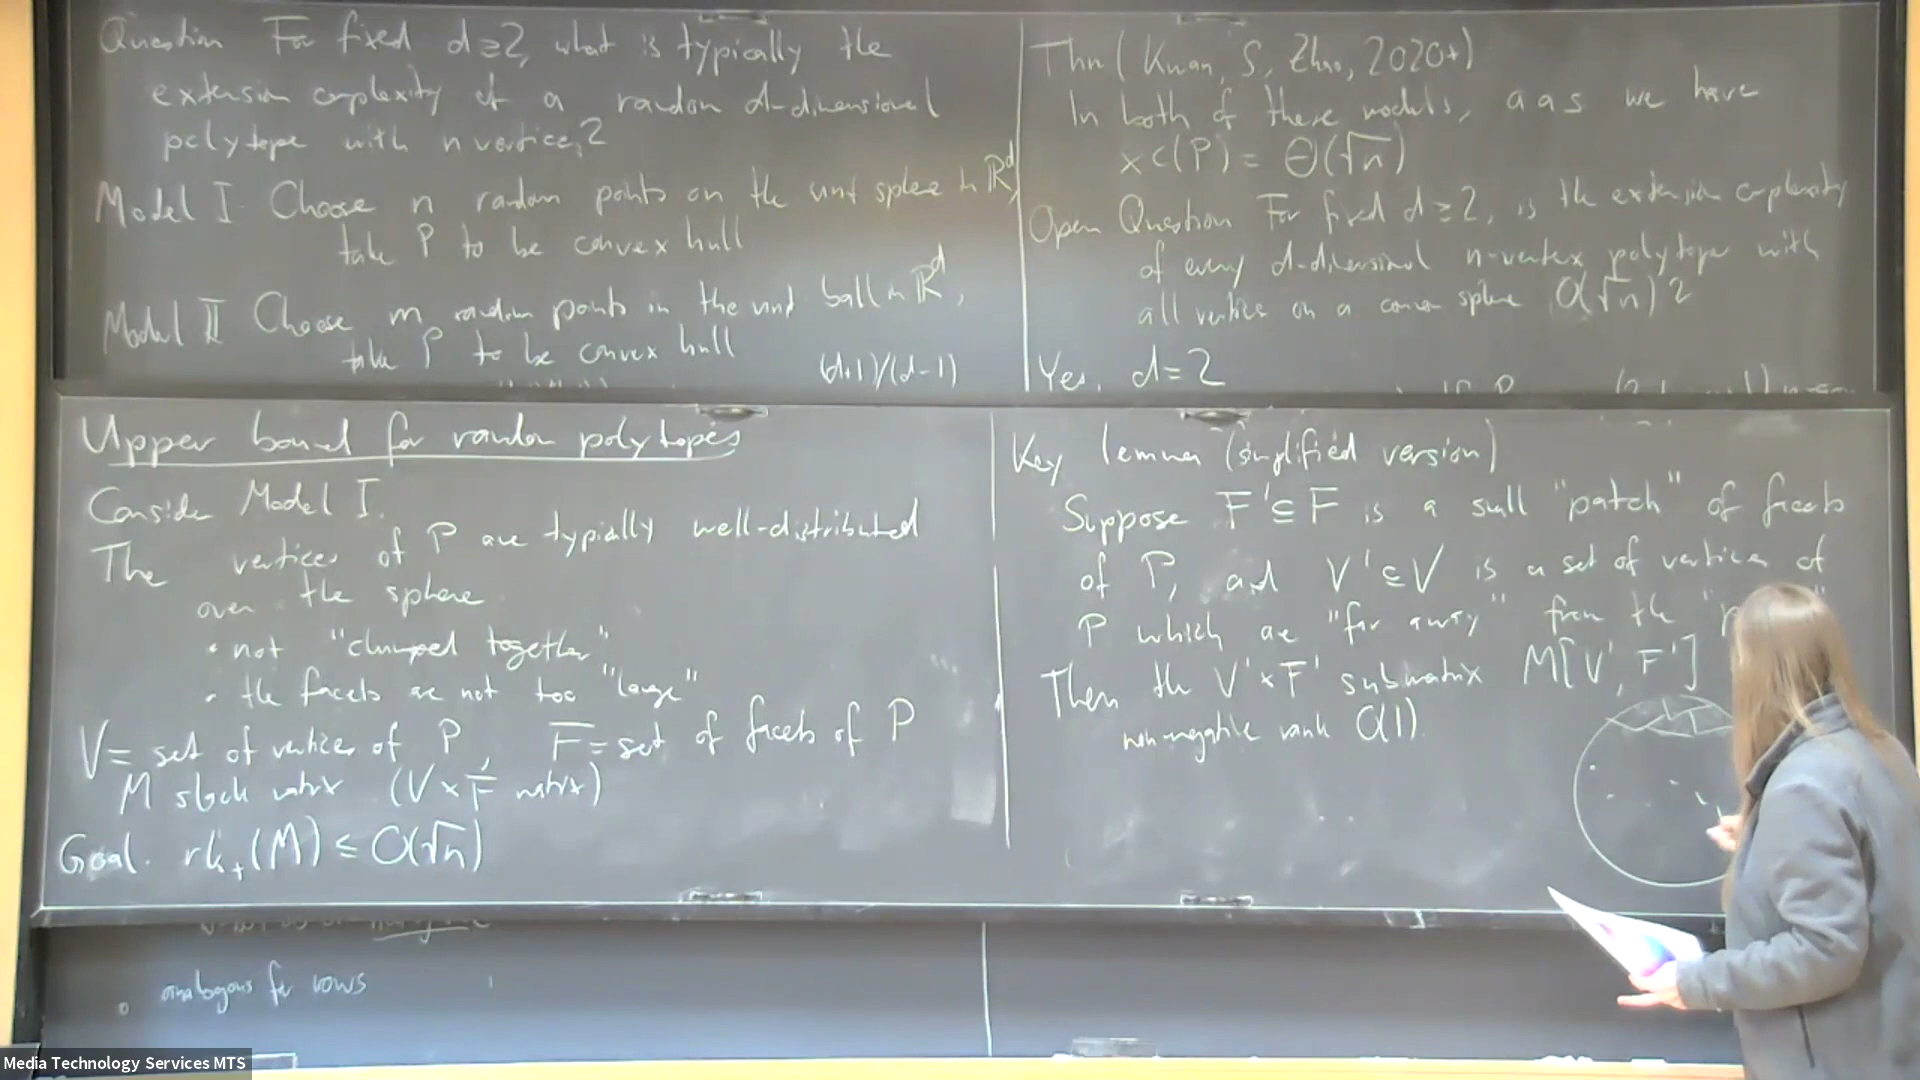 Question For fixed d≥2, what is typically the
extension complexity of a random d-dimensional
polytope with n vertices?
Model I Choose n random points on the unit sphere in ℝ^d,
take P to be convex hull
Model II Choose m random points in the unit ball in ℝ^d,
take P to be convex hull
(d+1)/(d-1)
Thm (Kwan, S, Zhao, 2020+)
In both of these models, aas we have
xc(P) = Θ(√n)
Open Question For fixed d≥2, is the extension complexity
of every d-dimensional n-vertex polytope with
all vertices on a common sphere O(√n)?
Yes, d=2
Upper bound for random polytopes
Consider Model I.
The vertices of P are typically well-distributed
over the sphere
• not "clumped together"
• the facets are not too "large"
V = set of vertices of P, F = set of facets of P
M slack matrix (V×F matrix)
Goal. rk₊(M) ≤ O(√n)
Key lemma (simplified version)
Suppose F'⊆F is a small "patch" of facets
of P, and V'⊆V is a set of vertices of
P which are "far away" from the "
Then the V'×F' submatrix M[V', F']
non-negative rank O(1)
analogous for rows
Media Technology Services MTS